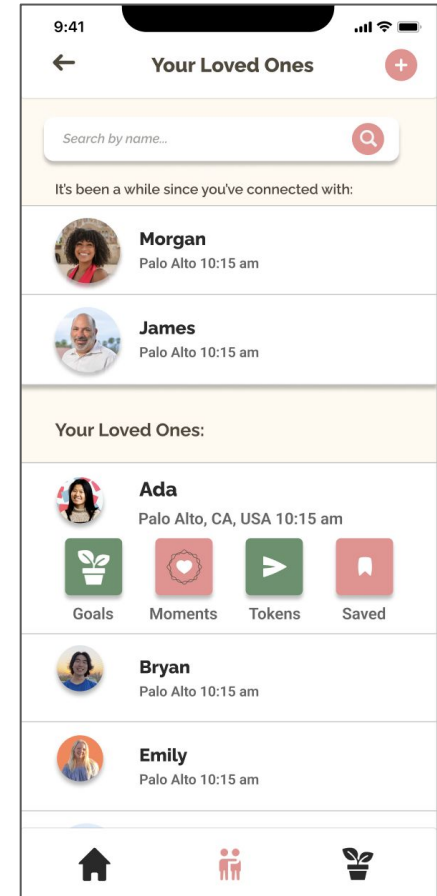 9:41
Your Loved Ones
Search by name...
It's been a while since you've connected with:
Morgan
Palo Alto 10:15 am
James
Palo Alto 10:15 am
Your Loved Ones:
Ada
Palo Alto, CA, USA 10:15 am
Goals Moments Tokens Saved
Bryan
Palo Alto 10:15 am
Emily
Palo Alto 10:15 am